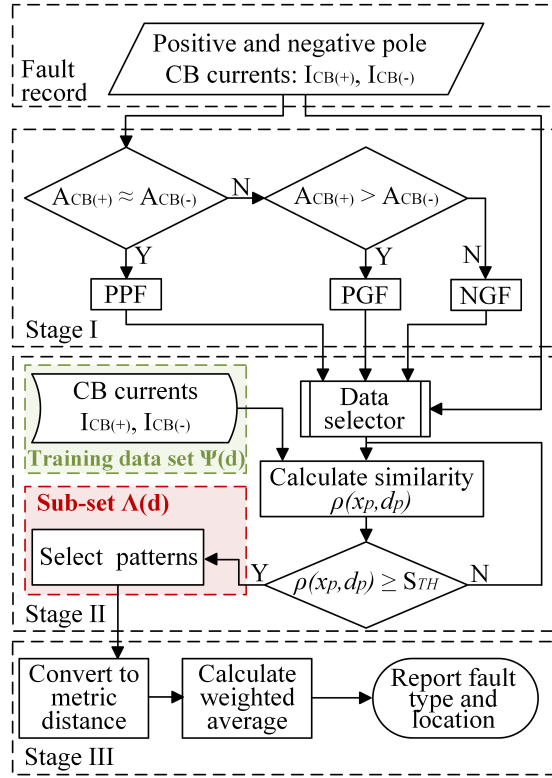 Fault
record
Positive and negative pole
CB currents: ICB(+), ICB(-)
ACB(+) ≈ ACB(-)
N
ACB(+) > ACB(-)
Y
Y
N
PPF
PGF
NGF
Stage I
CB currents
ICB(+), ICB(-)
Training data set Ψ(d)
Data
selector
Calculate similarity
ρ(xp,dp)
Sub-set Λ(d)
Select patterns
Y
ρ(xp,dp) ≥ STH
N
Stage II
Convert to
metric
distance
Calculate
weighted
average
Report fault
type and
location
Stage III